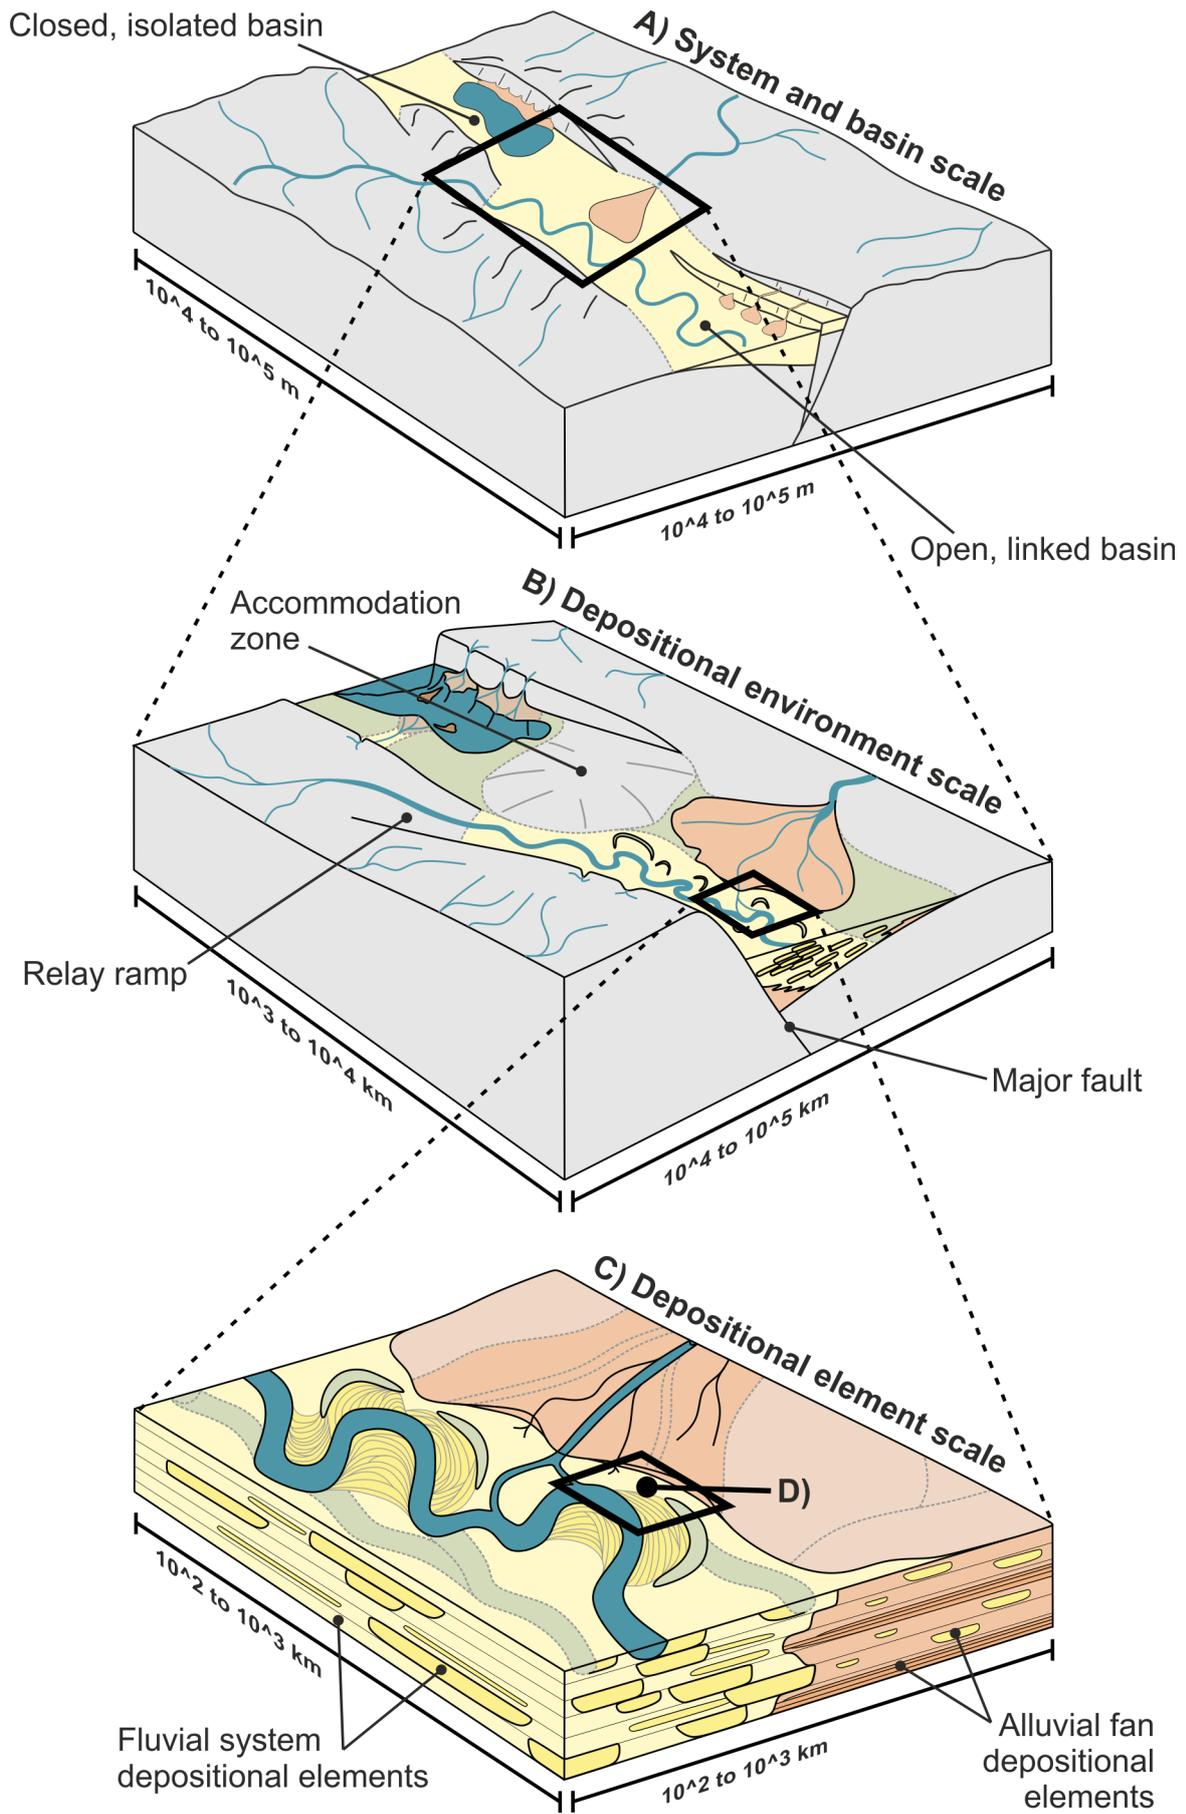 Closed, isolated basin
A) System and basin scale
10^4 to 10^5 m
10^4 to 10^5 m
Open, linked basin
B) Depositional environment scale
Accommodation
zone
Relay ramp
10^3 to 10^4 km
10^4 to 10^5 km
Major fault
C) Depositional element scale
D)
10^2 to 10^3 km
10^2 to 10^3 km
Fluvial system
depositional elements
Alluvial fan
depositional
elements